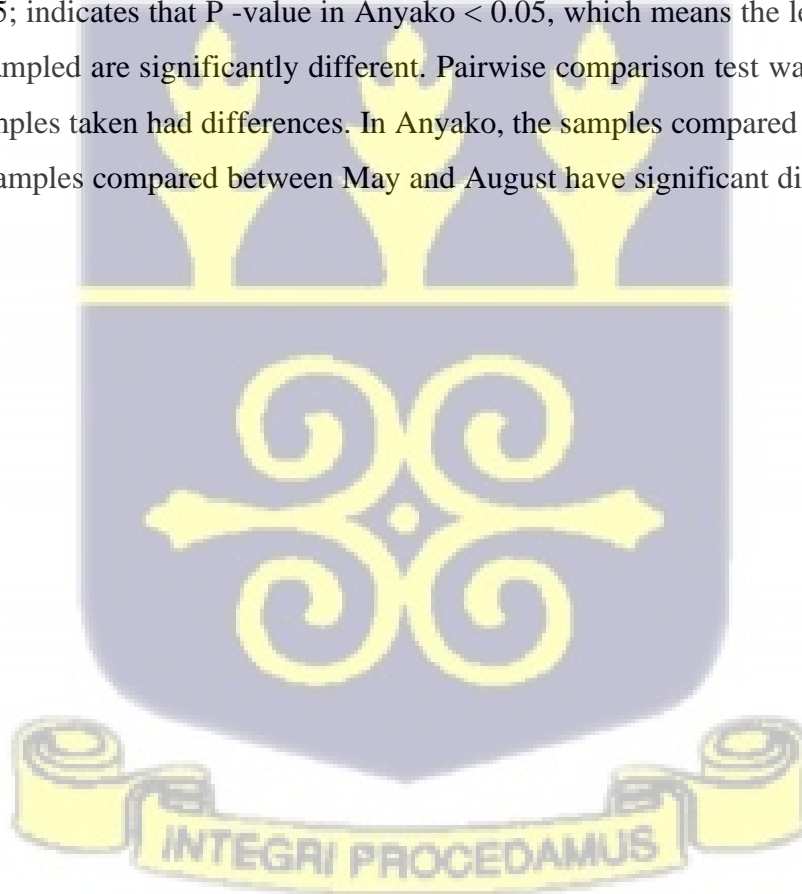 5; indicates that P -value in Anyako < 0.05, which means the le
ampled are significantly different. Pairwise comparison test wa
nples taken had differences. In Anyako, the samples compared
amples compared between May and August have significant di
INTEGRI PROCEDAMUS